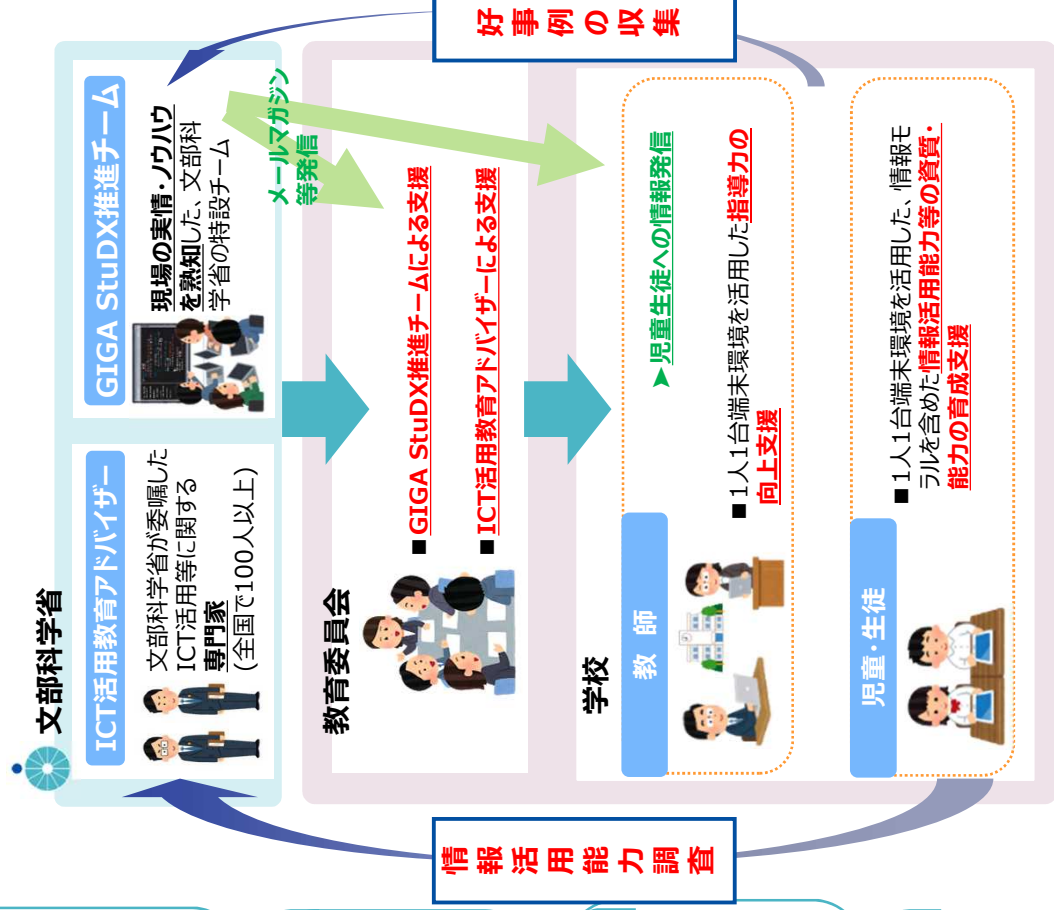 文部科学省
ICT活用教育アドバイザー
文部科学省が委嘱した
ICT活用等に関する
専門家
(全国で100人以上)
GIGA StuDX推進チーム
現場の実情・ノウハウ
を熟知した、文部科
学省の特設チーム
メールマガジン
等発信
教育委員会
■GIGA StuDX推進チームによる支援
■ICT活用教育アドバイザーによる支援
学校
教 師
➤児童生徒への情報発信
■1人1台端末環境を活用した指導力の
向上支援
児童・生徒
■1人1台端末環境を活用した、情報モ
ラルを含めた情報活用能力等の資質・
能力の育成支援
情報活用能力調査
好事例の収集